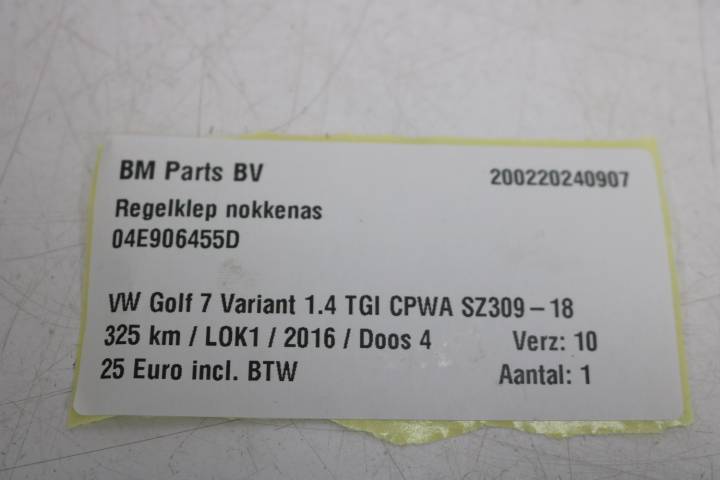 BM Parts BV 200220240907
Regelklep nokkenas
04E906455D
VW Golf 7 Variant 1.4 TGI CPWA SZ309-18
325 km / LOK1 / 2016 / Doos 4 Verz: 10
25 Euro incl. BTW Aantal: 1